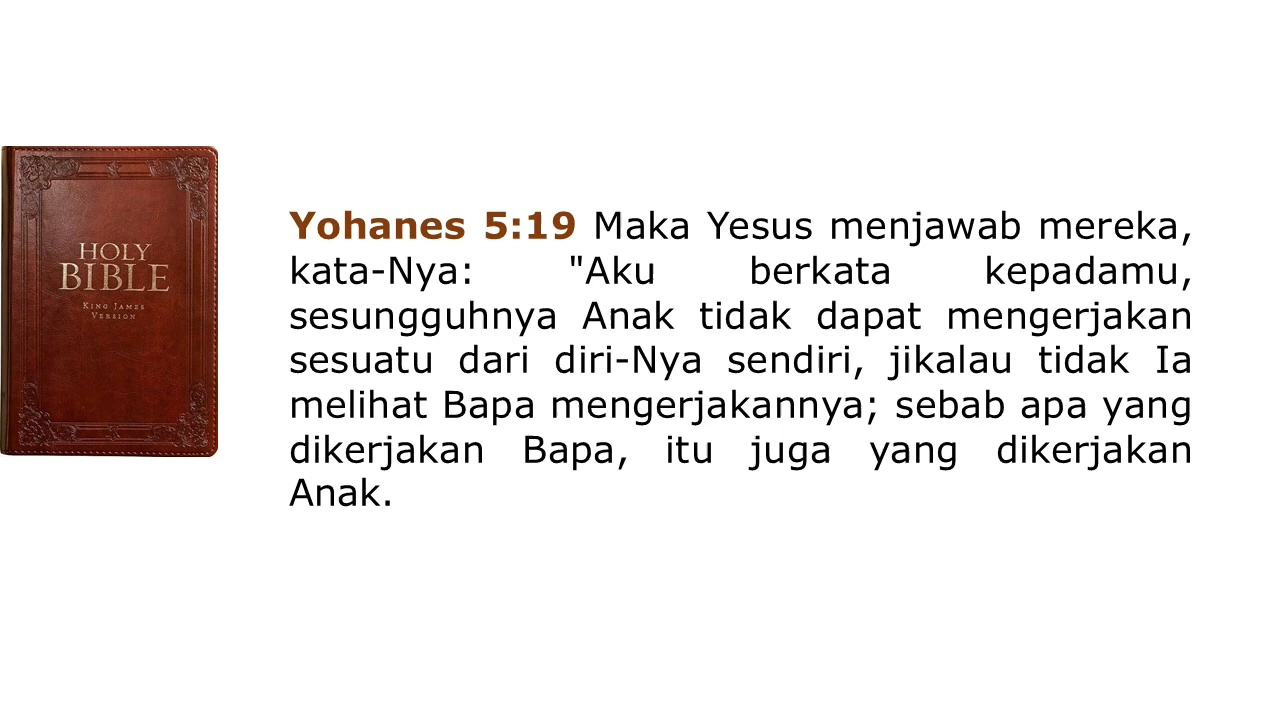 HOLY
BIBLE
KING JAMES
VERSION
Yohanes 5:19 Maka Yesus menjawab mereka,
kata-Nya: "Aku berkata kepadamu,
sesungguhnya Anak tidak dapat mengerjakan
sesuatu dari diri-Nya sendiri, jikalau tidak Ia
melihat Bapa mengerjakannya; sebab apa yang
dikerjakan Bapa, itu juga yang dikerjakan
Anak.